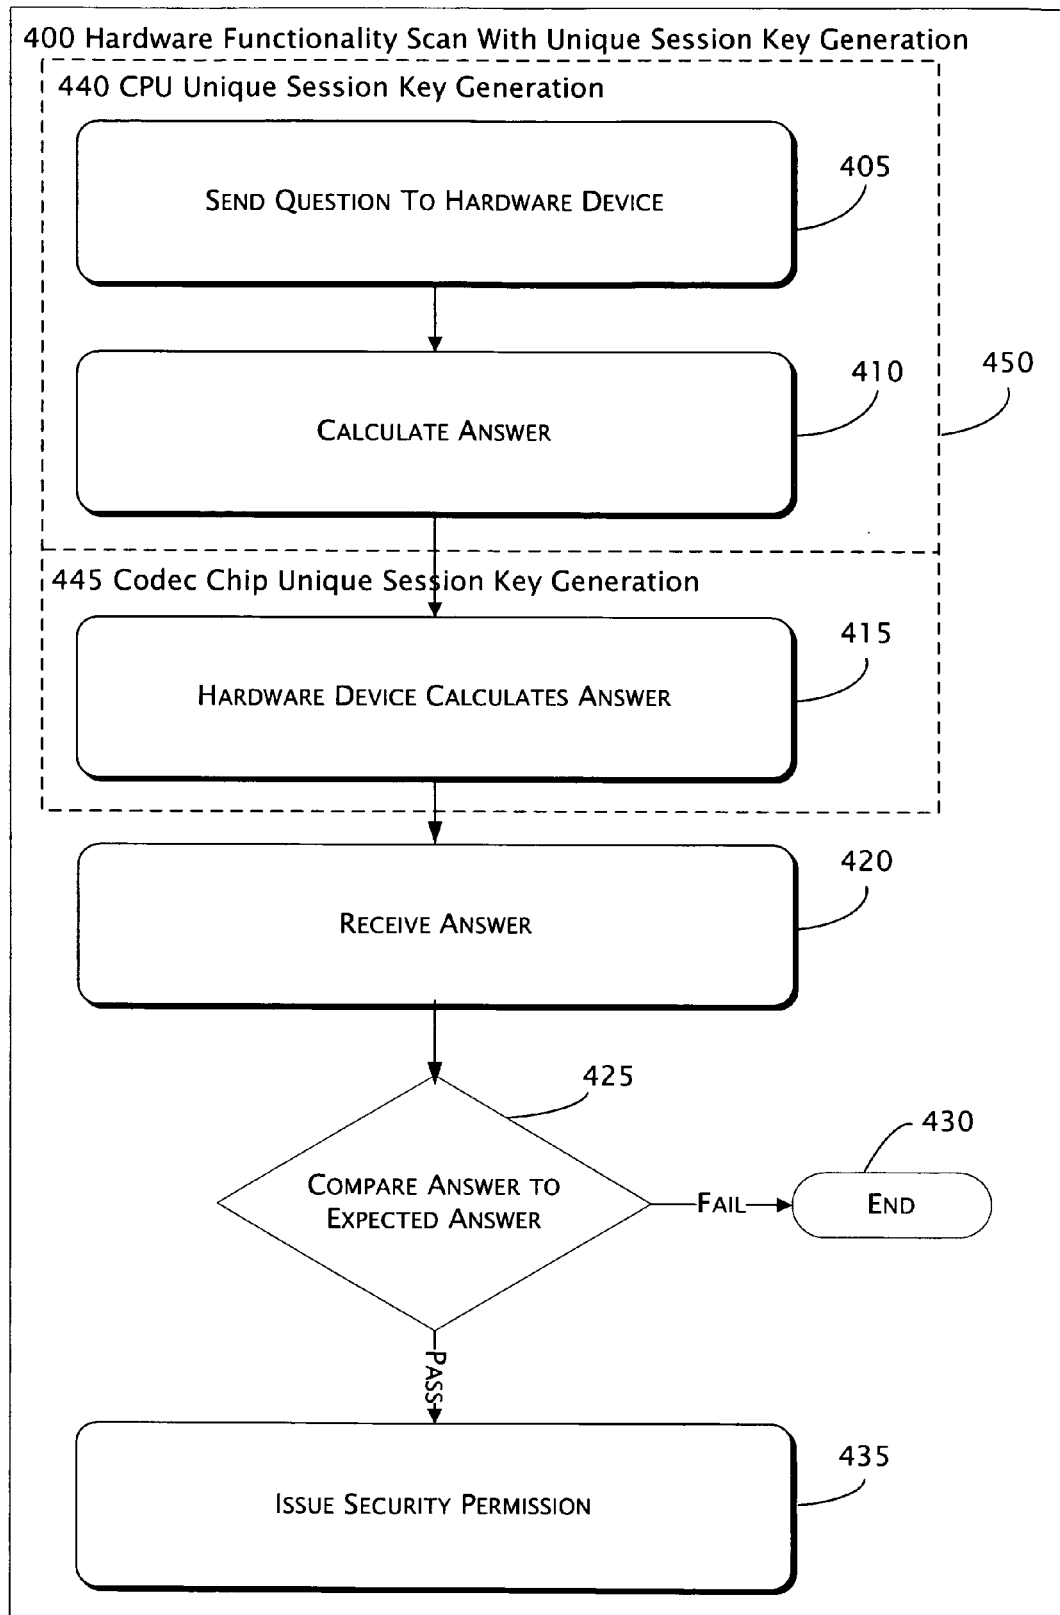 400 Hardware Functionality Scan With Unique Session Key Generation
440 CPU Unique Session Key Generation
SEND QUESTION TO HARDWARE DEVICE
405
CALCULATE ANSWER
410
450
445 Codec Chip Unique Session Key Generation
HARDWARE DEVICE CALCULATES ANSWER
415
RECEIVE ANSWER
420
425
COMPARE ANSWER TO
EXPECTED ANSWER
FAIL
430
END
PASS
ISSUE SECURITY PERMISSION
435